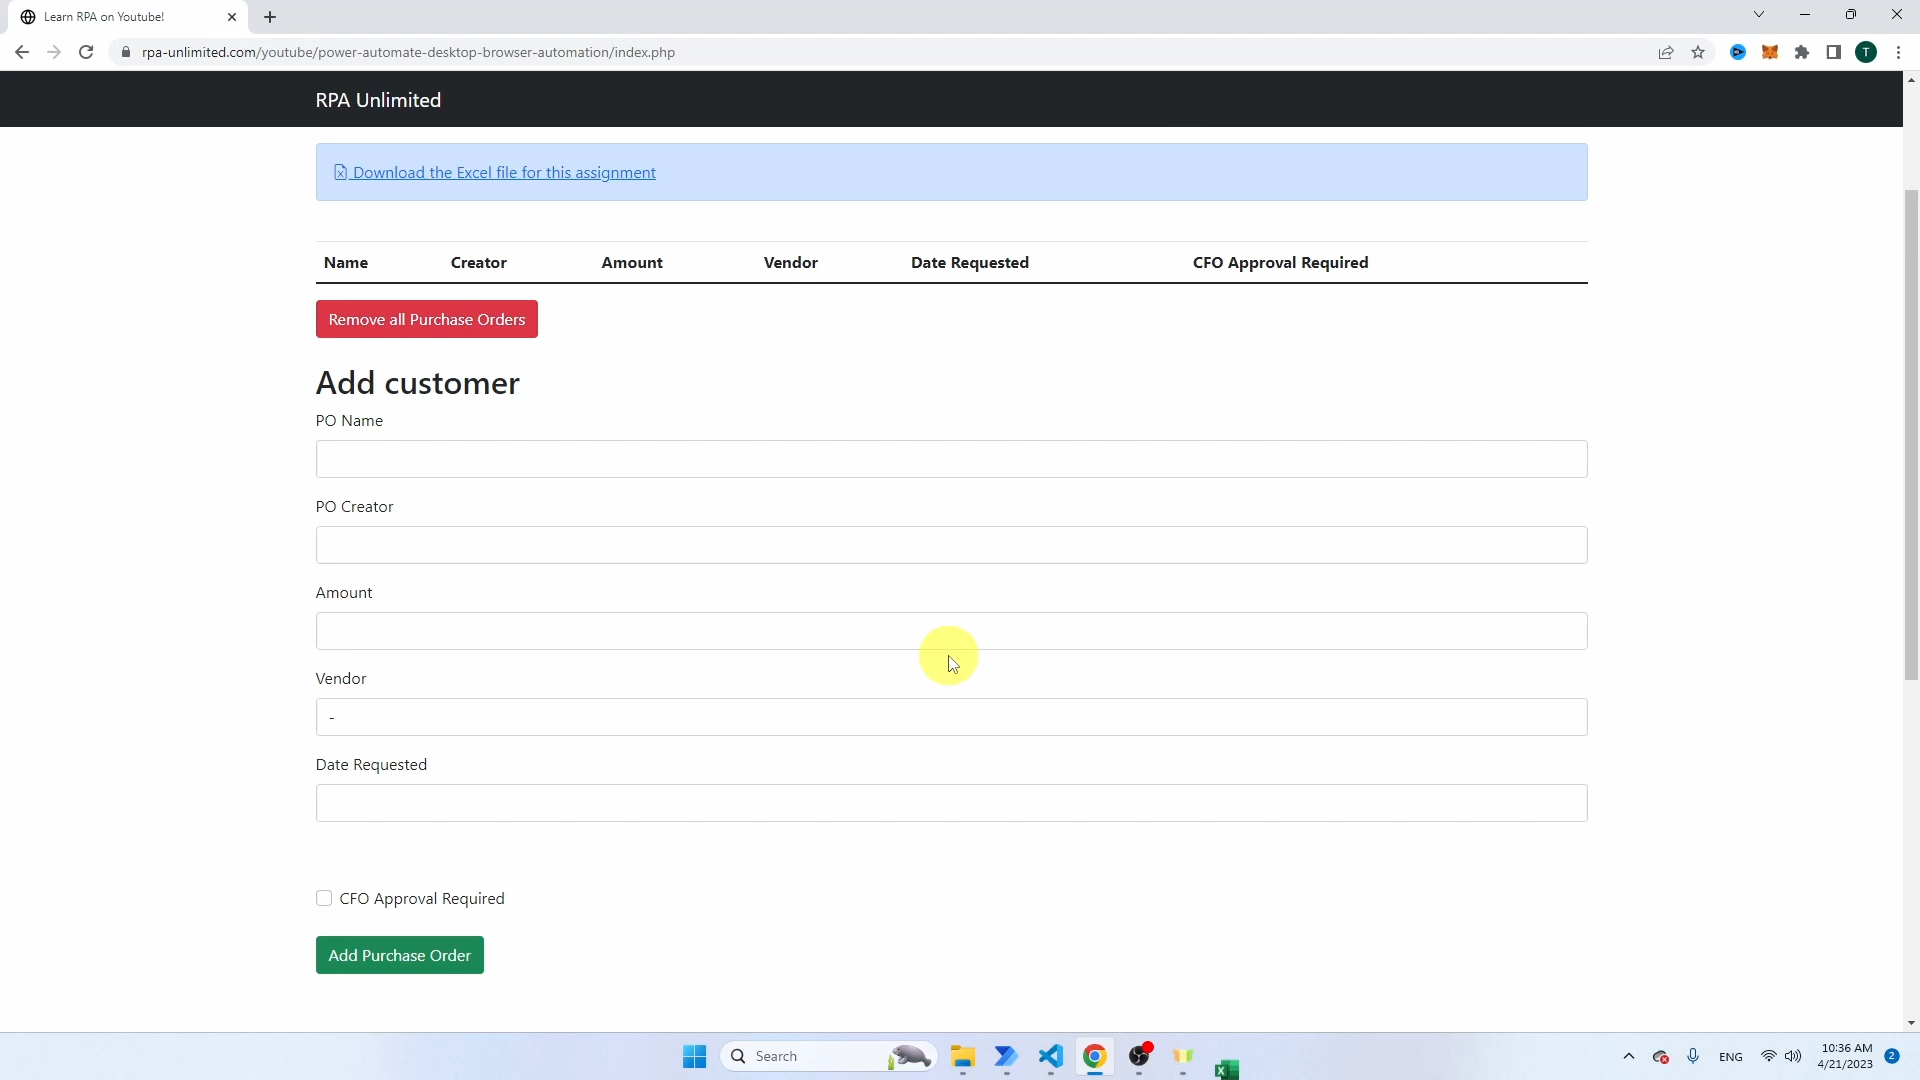 Learn RPA on Youtube!
rpa-unlimited.com/youtube/power-automate-desktop-browser-automation/index.php
T
RPA Unlimited
Download the Excel file for this assignment
Name Creator Amount Vendor Date Requested CFO Approval Required
Remove all Purchase Orders
Add customer
PO Name
PO Creator
Amount
Vendor
-
Date Requested
CFO Approval Required
Add Purchase Order
Search
ENG
10:36 AM
4/21/2023
2